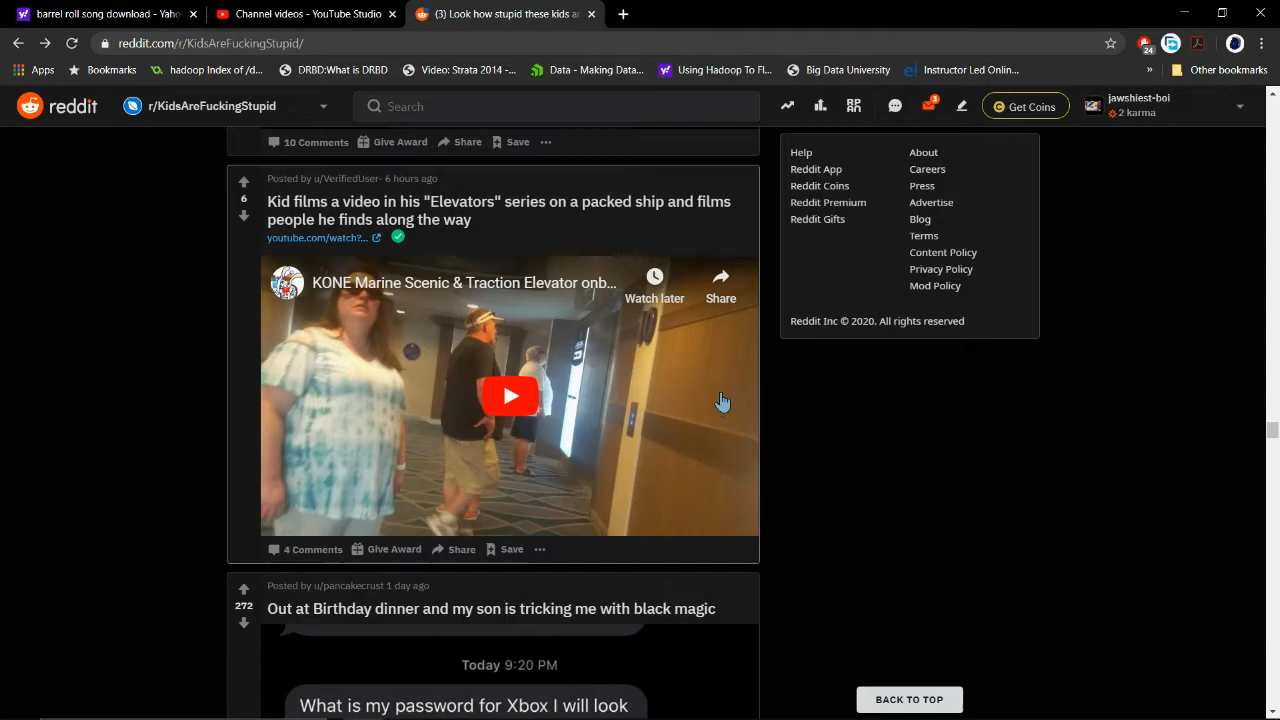 barrel roll song download - Yaho
Channel videos - YouTube Studio
(3) Look how stupid these kids ar
reddit.com/r/KidsAreFuckingStupid/
24
Apps
Bookmarks
hadoop Index of /d...
DRBD:What is DRBD
Video: Strata 2014 -...
Data - Making Data...
Using Hadoop To Fl...
Big Data University
Instructor Led Onlin...
»
Other bookmarks
reddit
r/KidsAreFuckingStupid
Search
3
Get Coins
jawshiest-boi
2 karma
10 Comments Give Award Share Save
Posted by u/VerifiedUser- 6 hours ago
6
Kid films a video in his "Elevators" series on a packed ship and films
people he finds along the way
youtube.com/watch?...
KONE Marine Scenic & Traction Elevator onb...
Watch later
Share
4 Comments Give Award Share Save
Posted by u/pancakecrust 1 day ago
272
Out at Birthday dinner and my son is tricking me with black magic
Today 9:20 PM
What is my password for Xbox I will look
Help
About
Reddit App
Careers
Reddit Coins
Press
Reddit Premium
Advertise
Reddit Gifts
Blog
Terms
Content Policy
Privacy Policy
Mod Policy
Reddit Inc © 2020. All rights reserved
BACK TO TOP